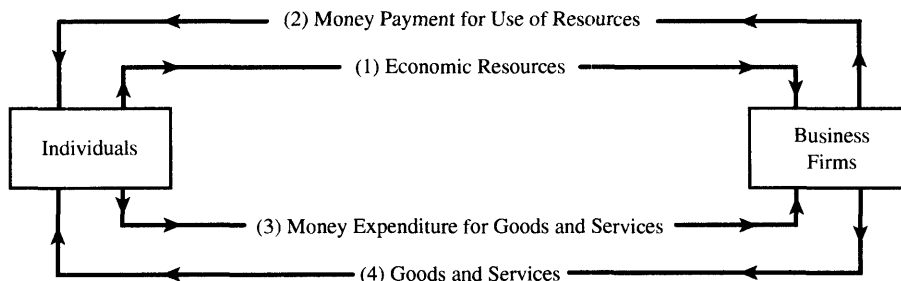 (2) Money Payment for Use of Resources
(1) Economic Resources
Individuals
Business
Firms
(3) Money Expenditure for Goods and Services
(4) Goods and Services